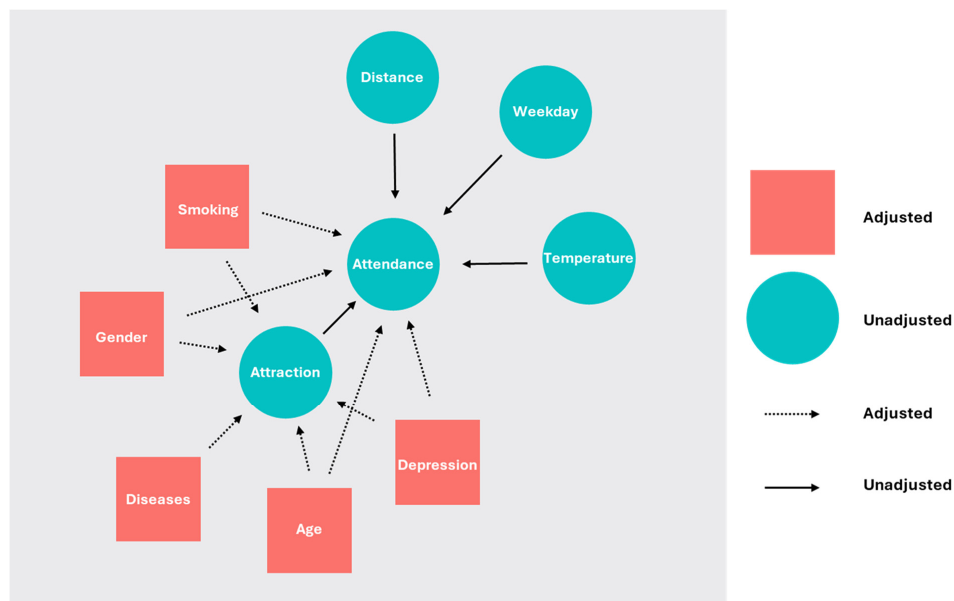 Distance
Weekday
Smoking
Adjusted
Attendance
Temperature
Unadjusted
Gender
Attraction
Adjusted
Depression
Unadjusted
Diseases
Age